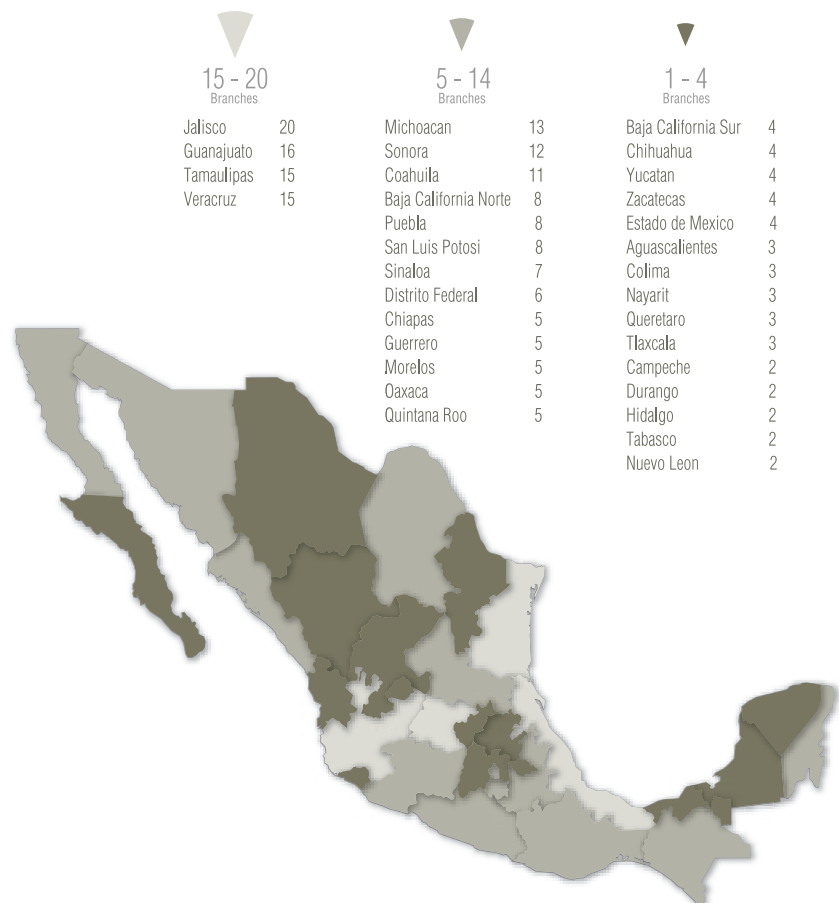 15 - 20
Branches
Jalisco 20
Guanajuato 16
Tamaulipas 15
Veracruz 15
5 - 14
Branches
Michoacan 13
Sonora 12
Coahuila 11
Baja California Norte 8
Puebla 8
San Luis Potosi 8
Sinaloa 7
Distrito Federal 6
Chiapas 5
Guerrero 5
Morelos 5
Oaxaca 5
Quintana Roo 5
1 - 4
Branches
Baja California Sur 4
Chihuahua 4
Yucatan 4
Zacatecas 4
Estado de Mexico 4
Aguascalientes 3
Colima 3
Nayarit 3
Queretaro 3
Tlaxcala 3
Campeche 2
Durango 2
Hidalgo 2
Tabasco 2
Nuevo Leon 2